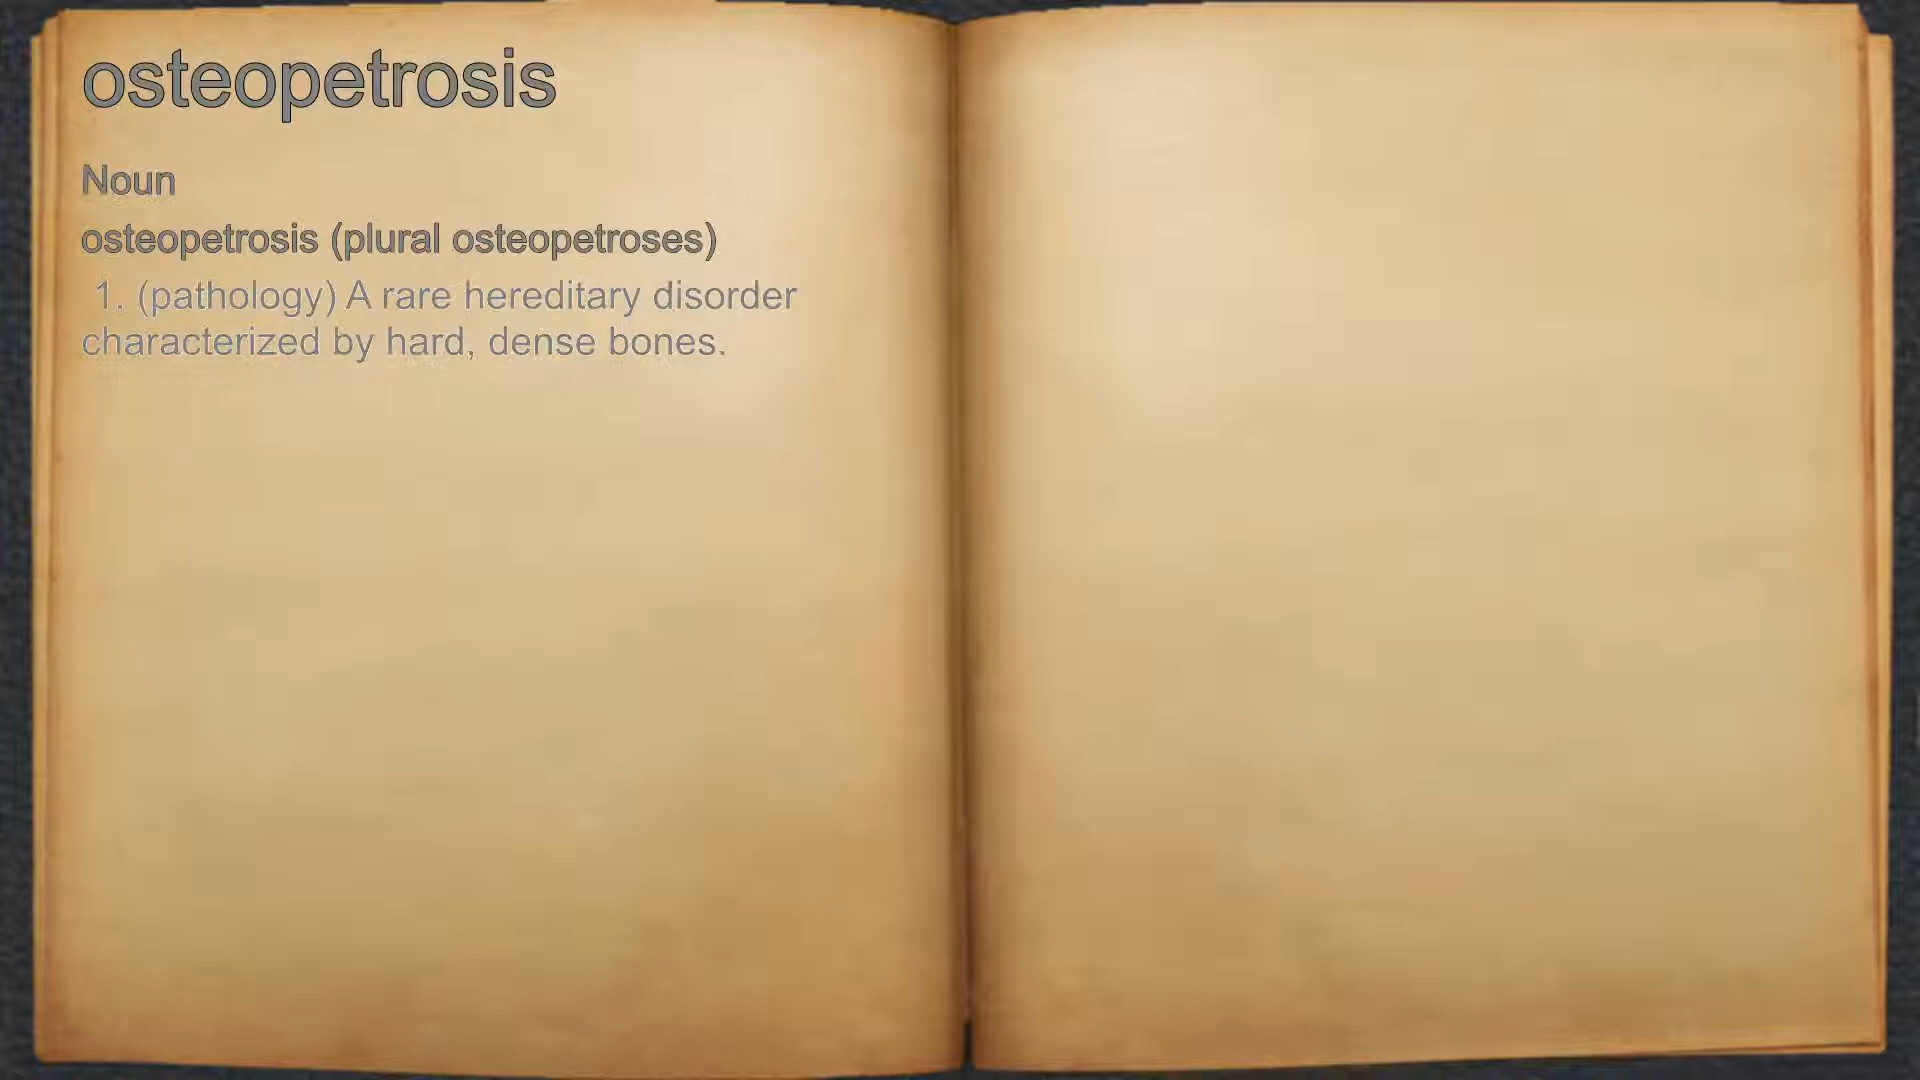 osteopetrosis
Noun
osteopetrosis (plural osteopetroses)
1. (pathology) A rare hereditary disorder
characterized by hard, dense bones.